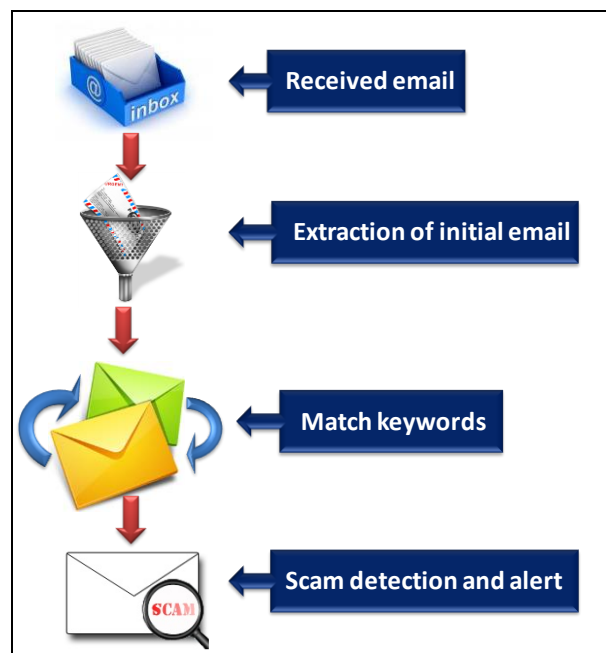 @
inbox
Received email
Extraction of initial email
Match keywords
SCAM
Scam detection and alert